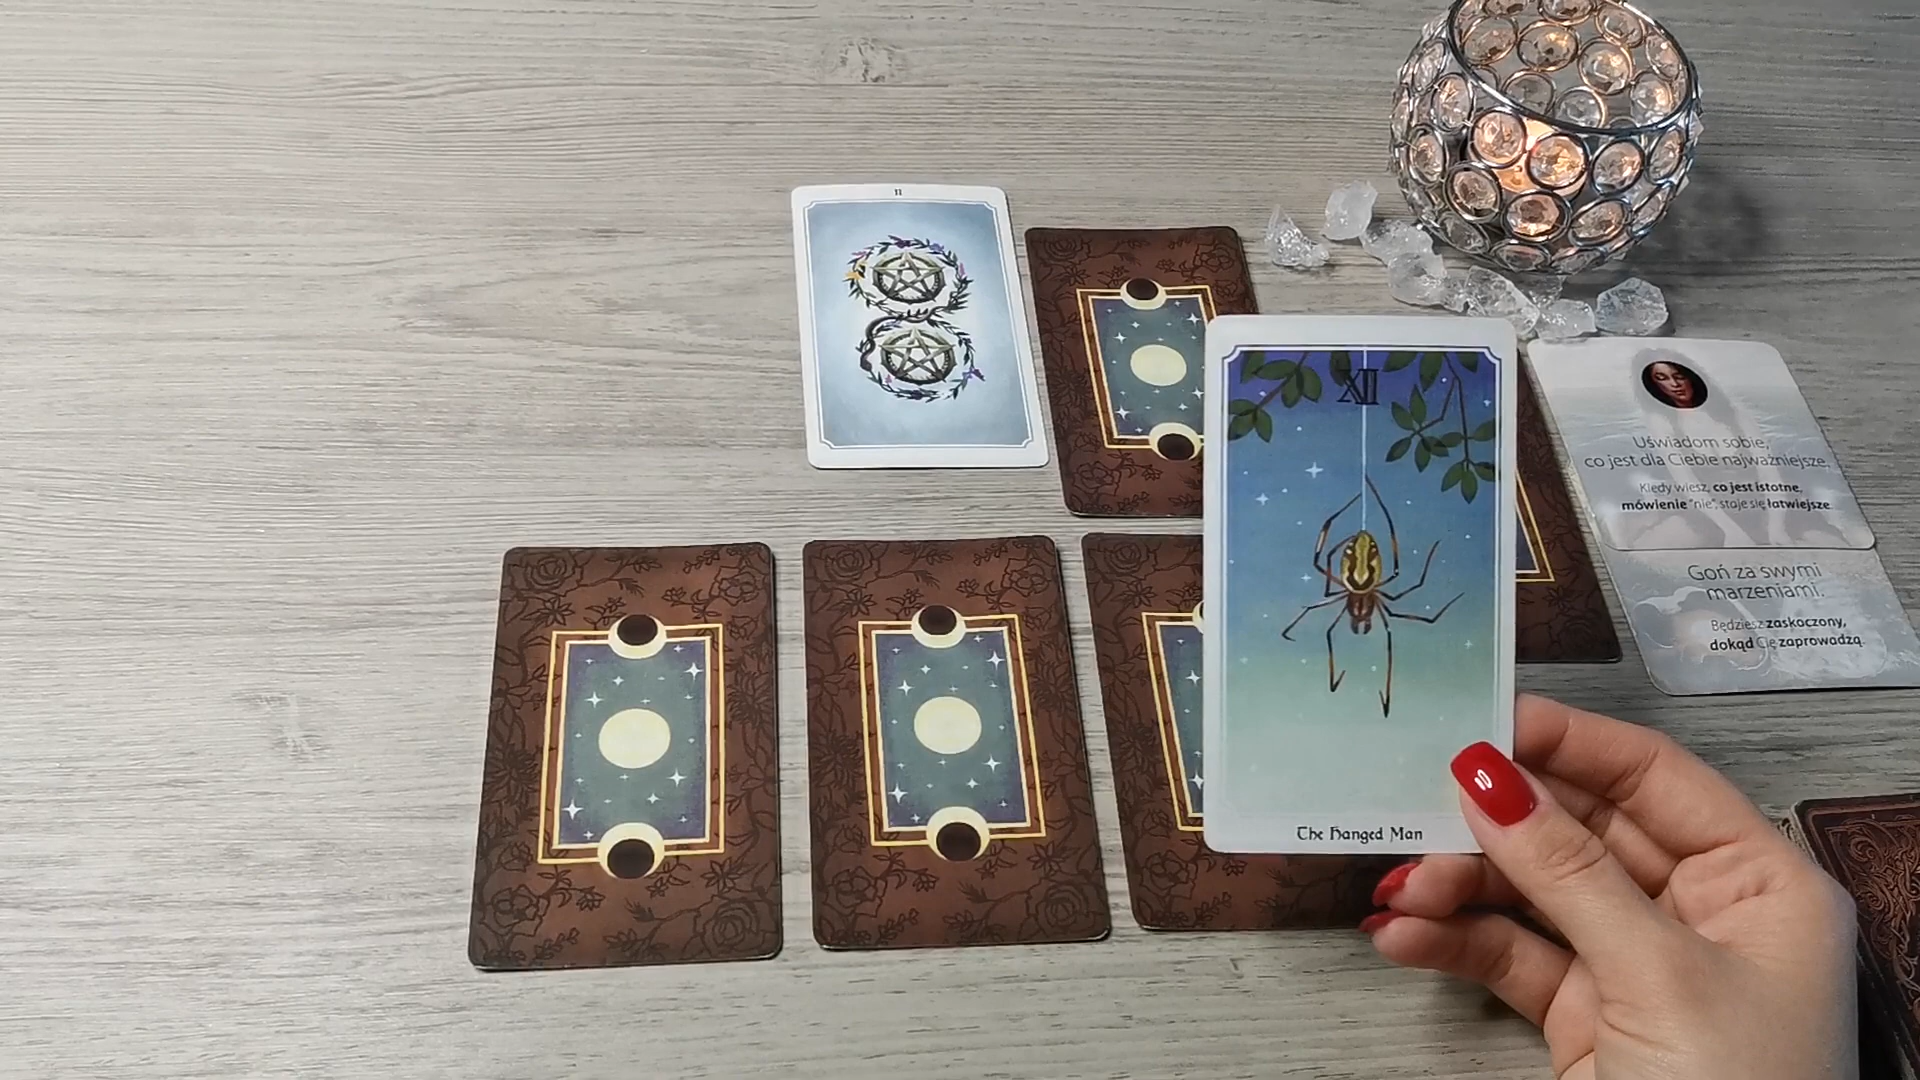 II
XII
The Hanged Man
Uświadom sobie,
co jest dla Ciebie najważniejsze.
Kiedy wiesz, co jest istotne,
mówienie "nie" staje się łatwiejsze.
Goń za swymi
marzeniami.
Będziesz zaskoczony,
dokąd Cię zaprowadzą.